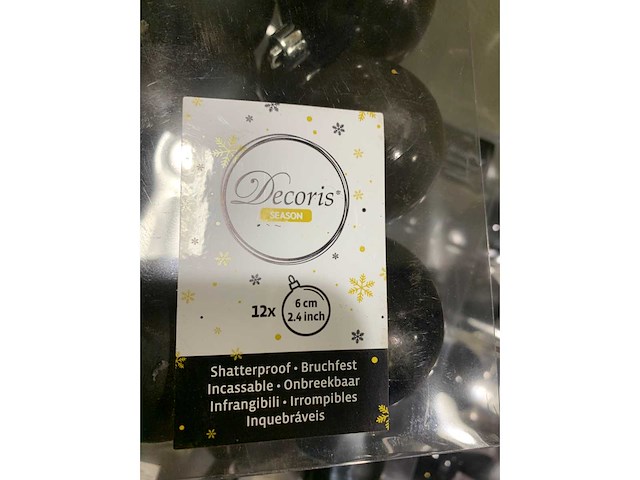 Decoris®
SEASON
12x
6 cm
2.4 inch
Shatterproof • Bruchfest
Incassable • Onbreekbaar
Infrangibili • Irrompibles
Inquebráveis